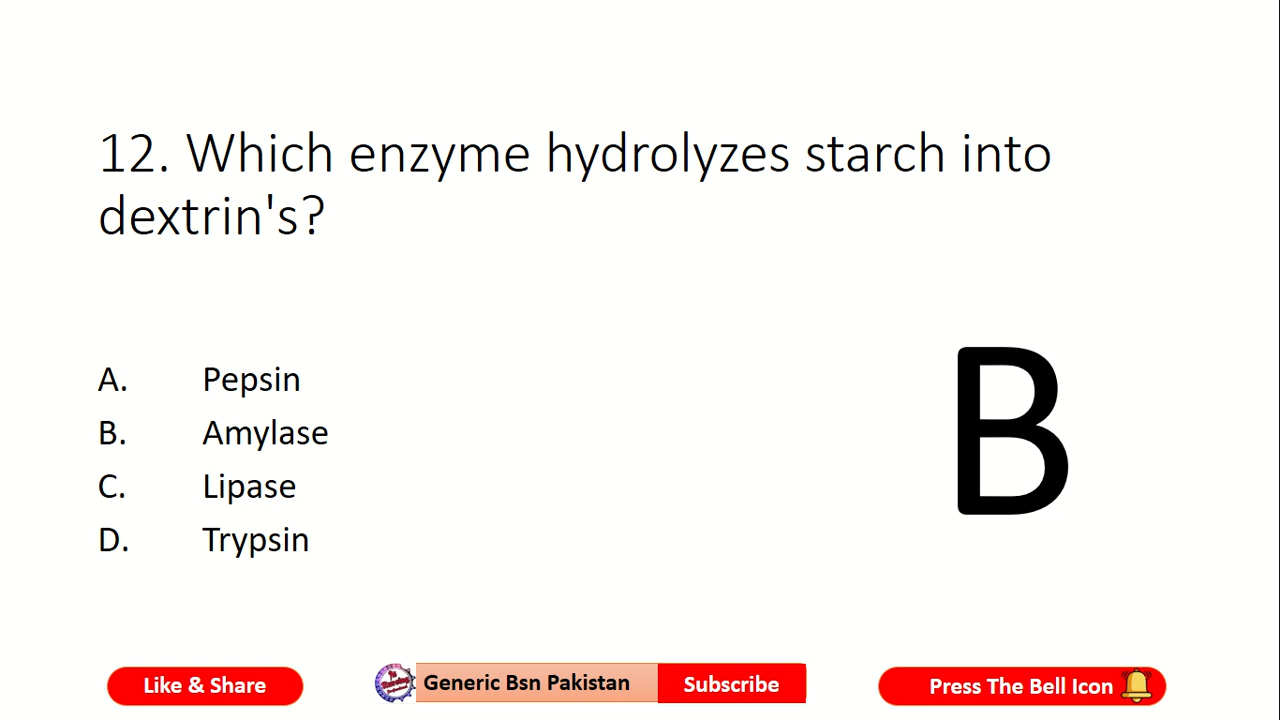 12. Which enzyme hydrolyzes starch into
dextrin's?
A. Pepsin
B. Amylase
C. Lipase
D. Trypsin
B
Like & Share
Generic Bsn Pakistan
Subscribe
Press The Bell Icon